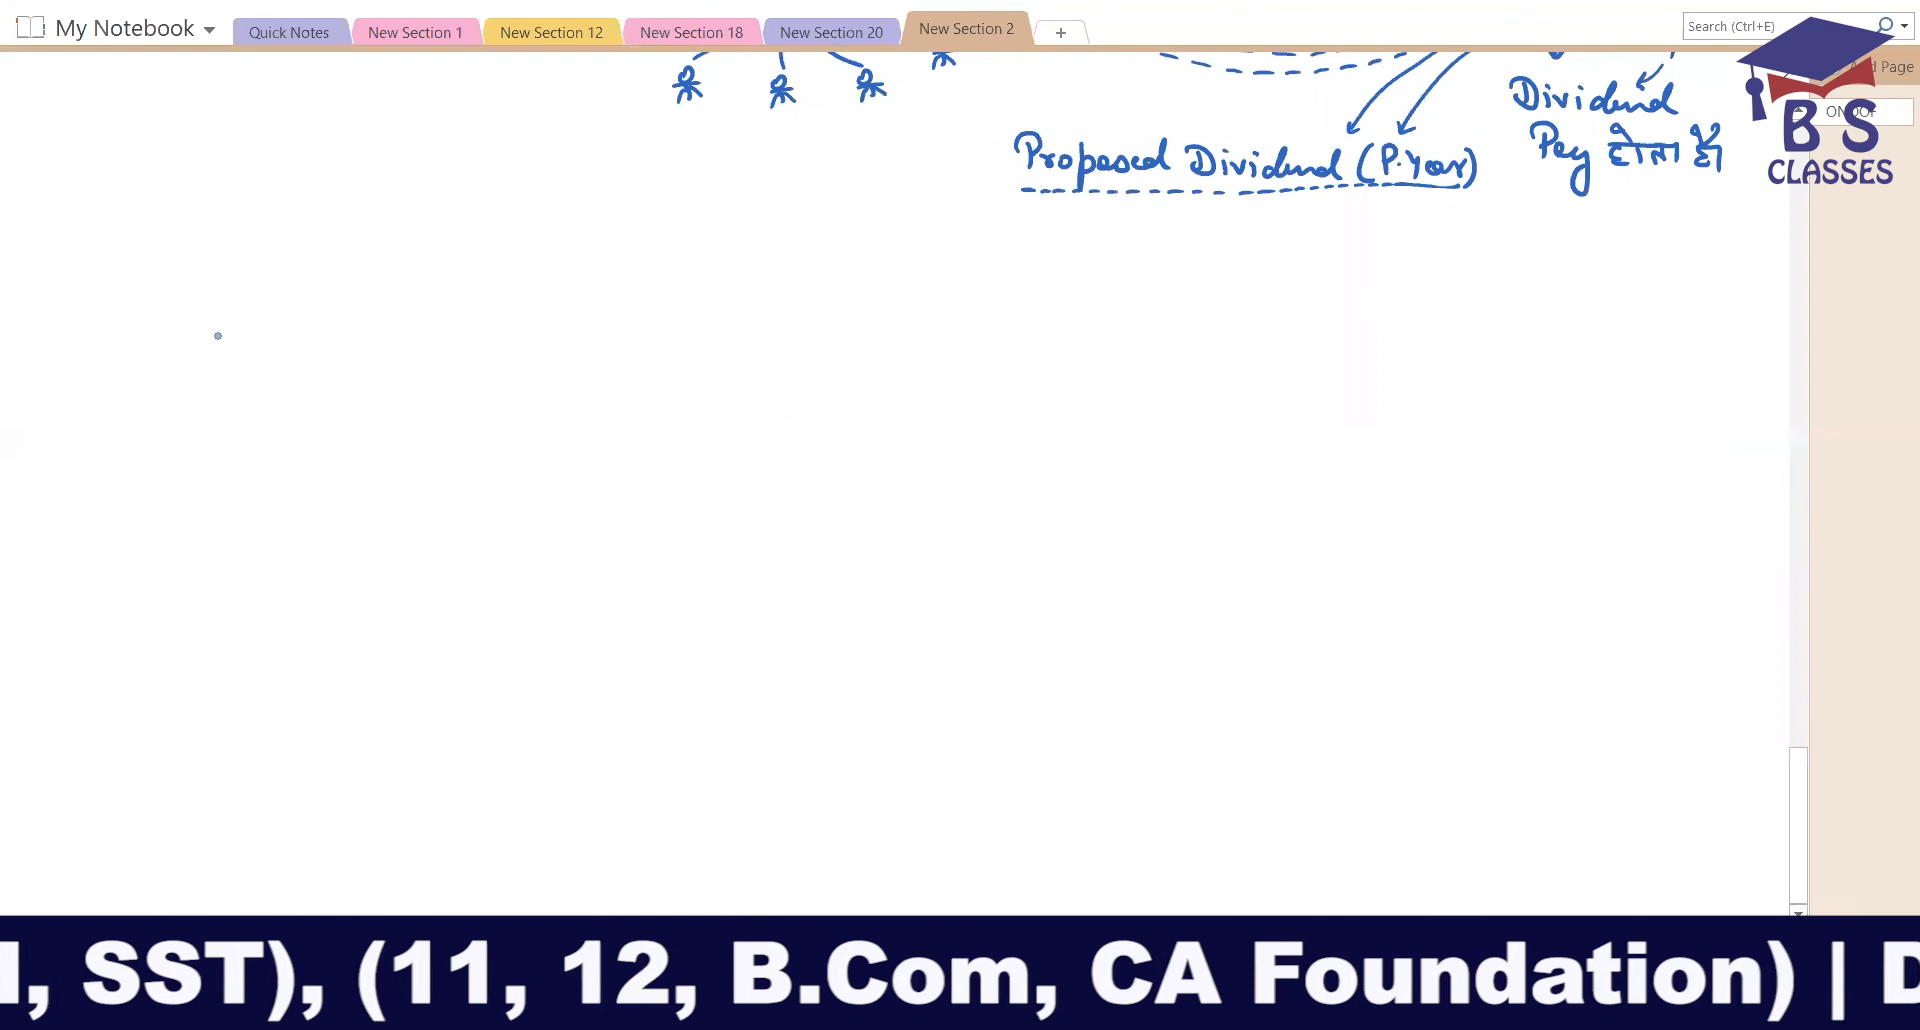 My Notebook
Quick Notes
New Section 1
New Section 12
New Section 18
New Section 20
New Section 2
+
Search (Ctrl+E)
d Page
Dividend
Pay होता है
Proposed Dividend (P.Year)
BS
CLASSES
, SST), (11, 12, B.Com, CA Foundation) | D